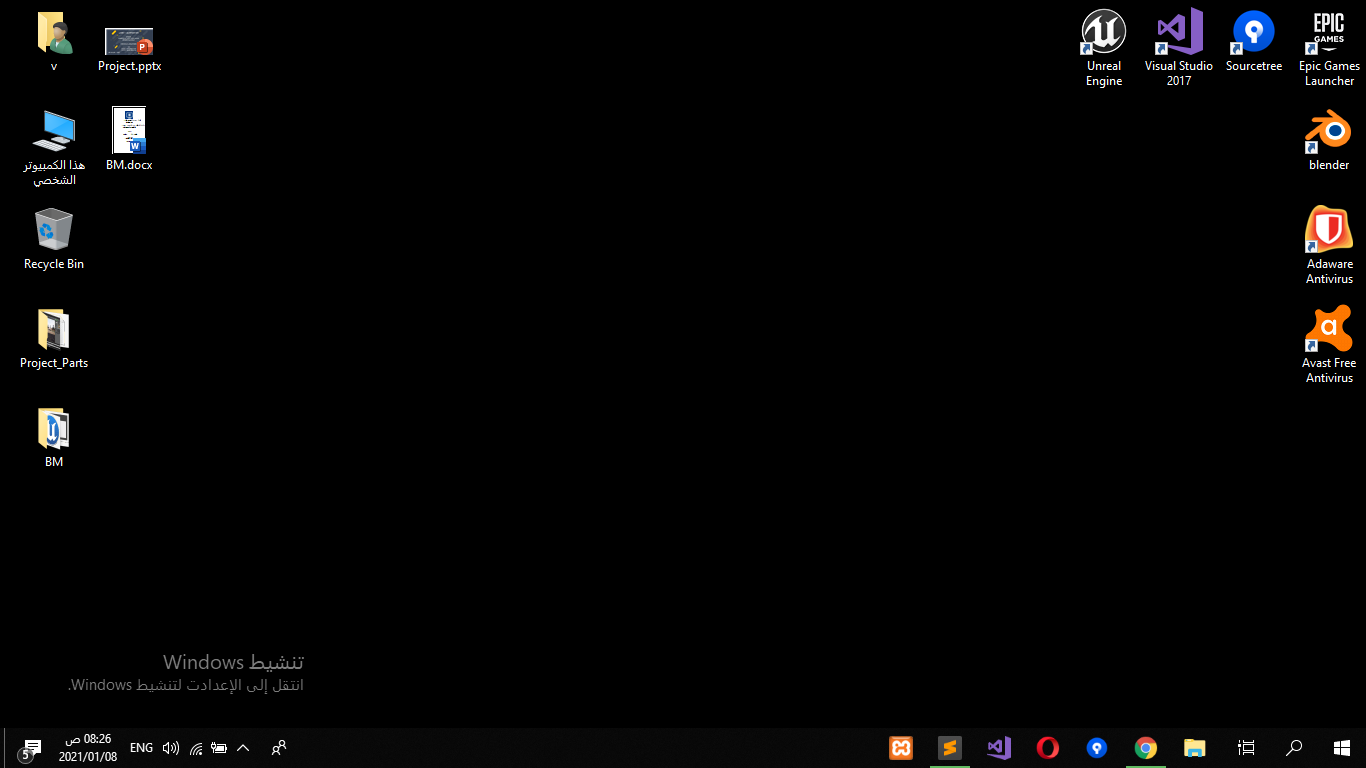 v
Project.pptx
Unreal
Engine
Visual Studio
2017
Sourcetree
EPIC
GAMES
Epic Games
Launcher
هذا الكمبيوتر
الشخصي
BM.docx
blender
Recycle Bin
Adaware
Antivirus
Project_Parts
Avast Free
Antivirus
BM
تنشيط Windows
انتقل إلى الإعدادت لتنشيط Windows.
5
08:26 ص
2021/01/08
ENG